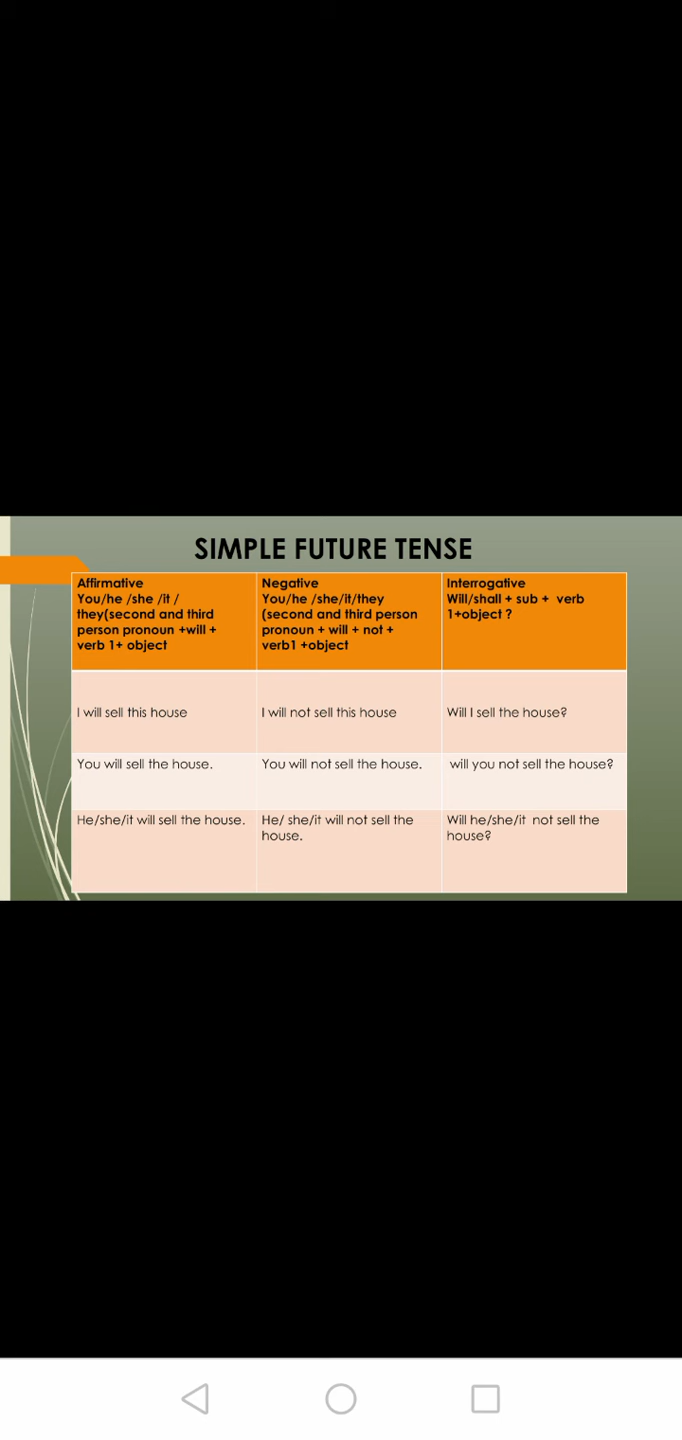 SIMPLE FUTURE TENSE
Affirmative
You/he /she /it /
they(second and third
person pronoun +will +
verb 1+ object
Negative
You/he /she/it/they
(second and third person
pronoun + will + not +
verb1 +object
Interrogative
Will/shall + sub + verb
1+object ?
I will sell this house
I will not sell this house
Will I sell the house?
You will sell the house.
You will not sell the house.
will you not sell the house?
He/she/it will sell the house.
He/ she/it will not sell the
house.
Will he/she/it not sell the
house?